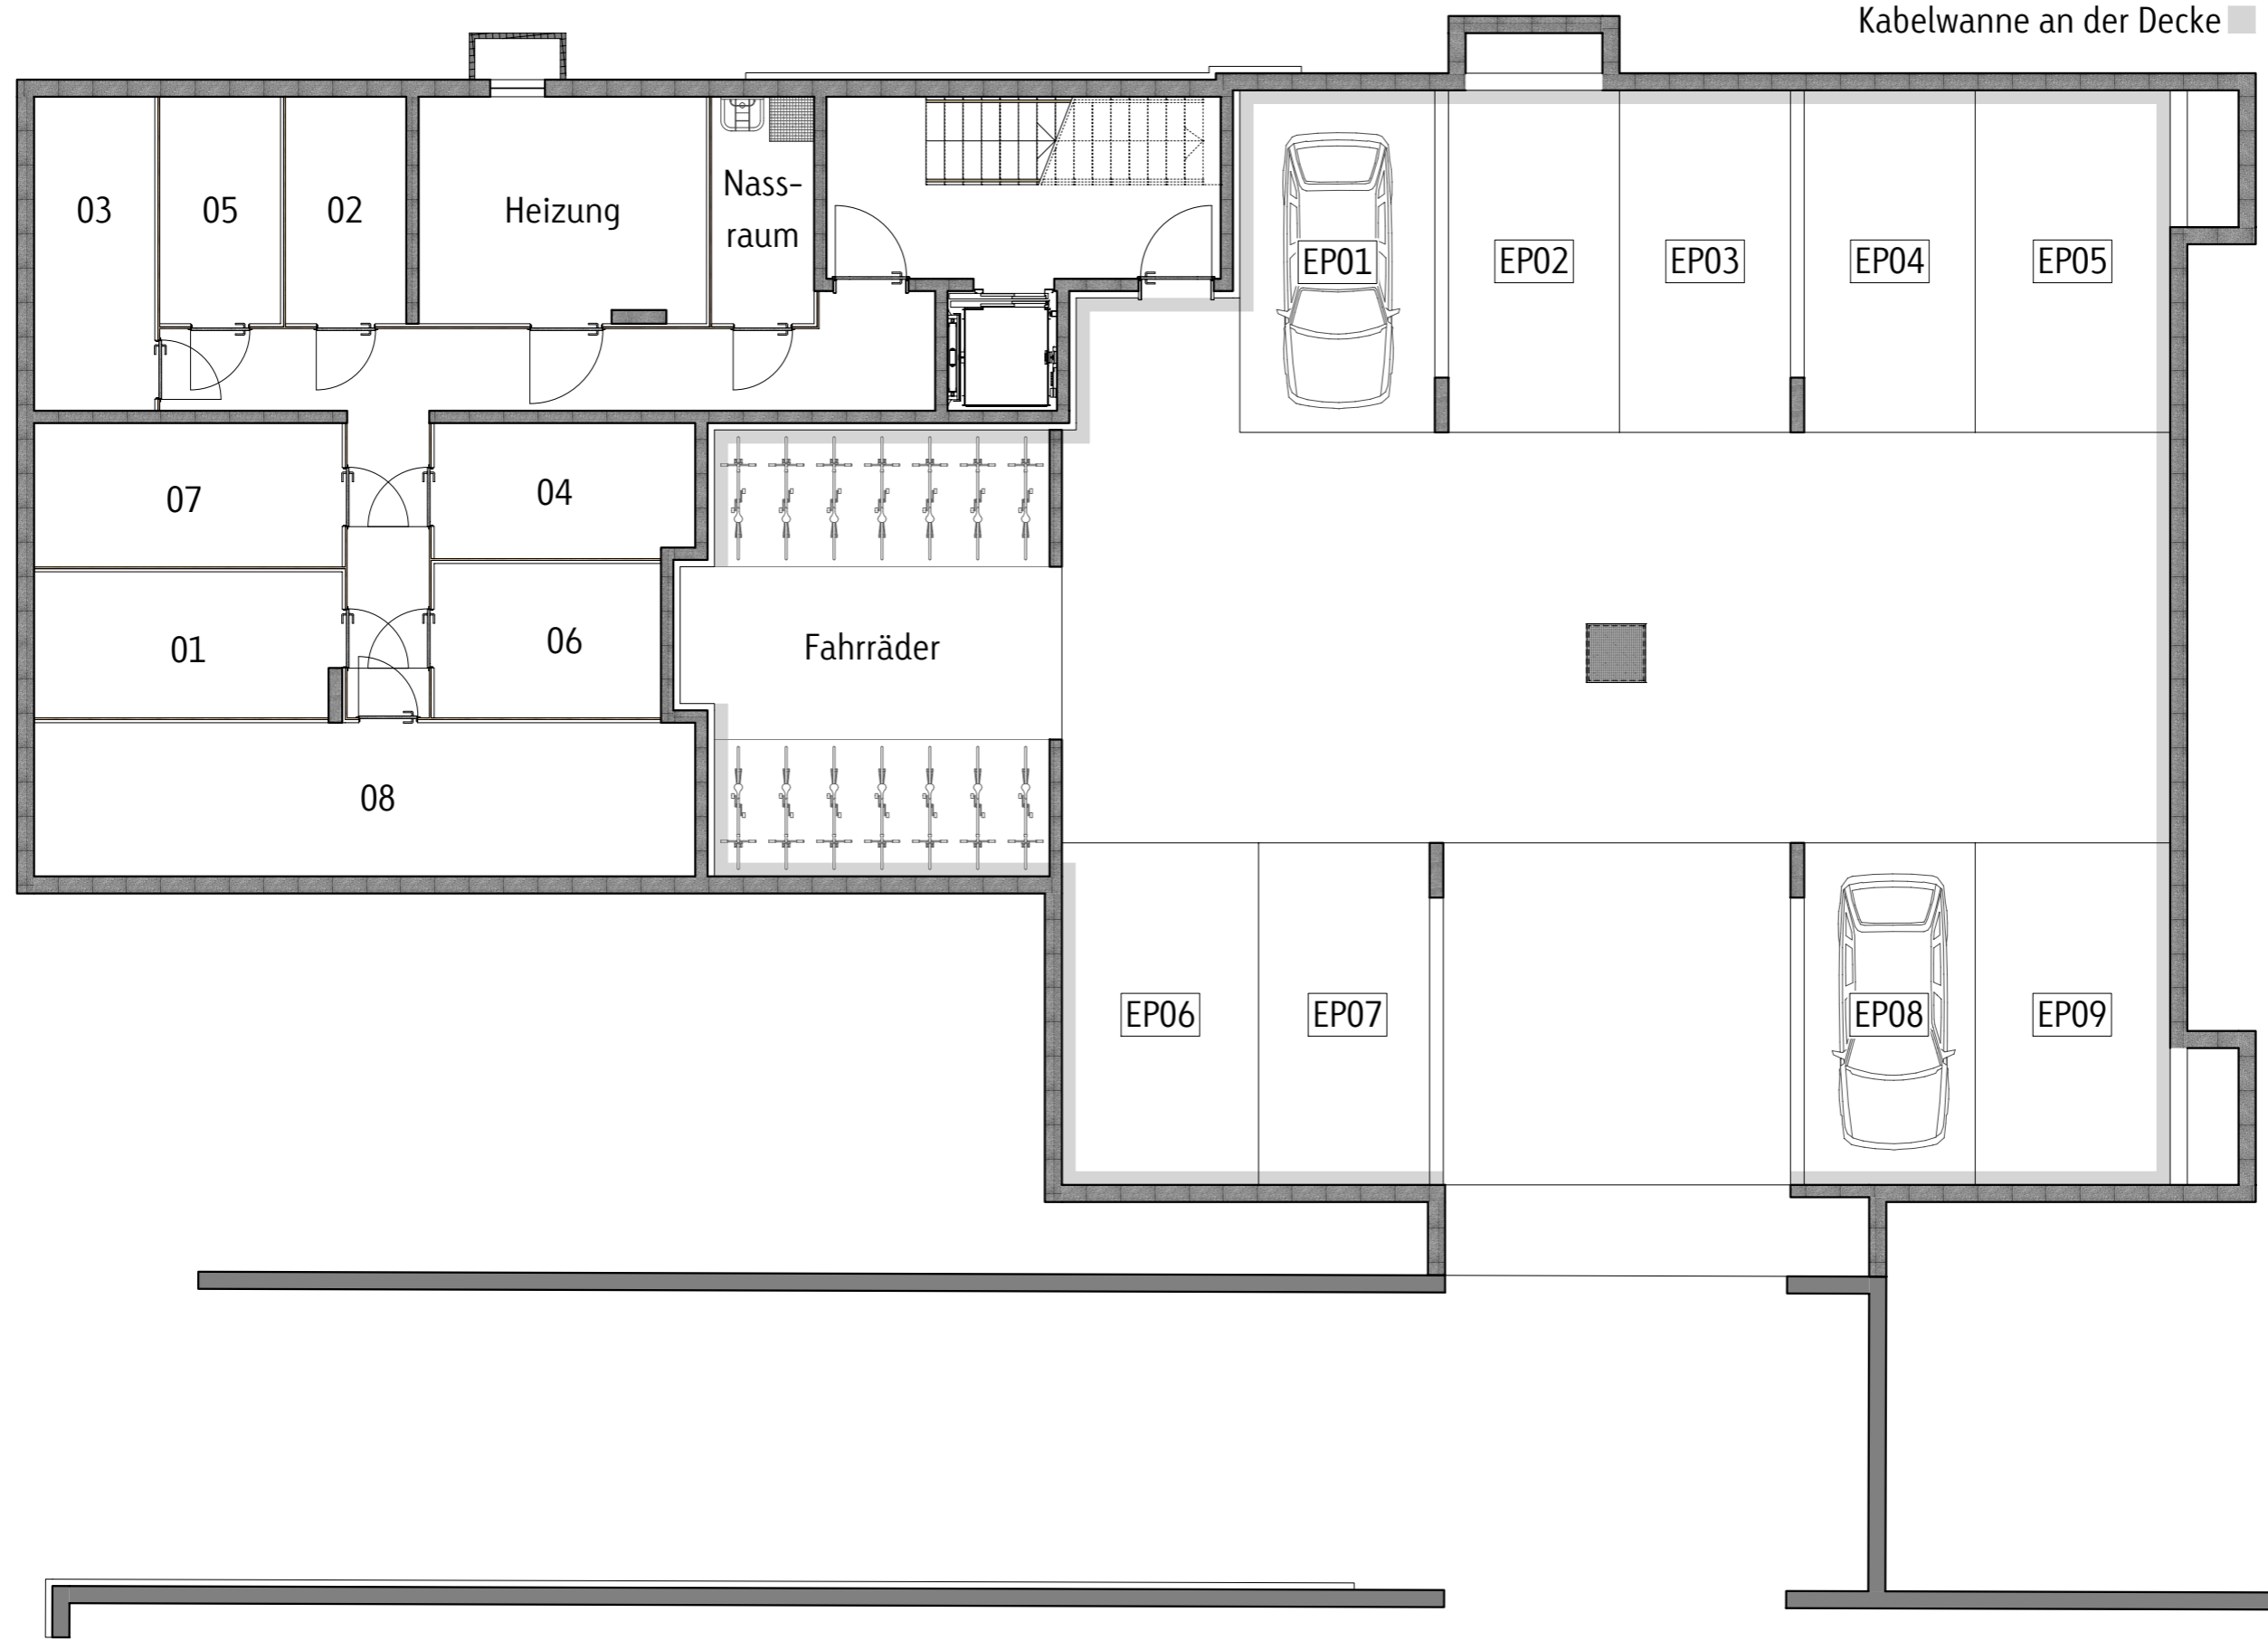 Kabelwanne an der Decke
03
05
02
Heizung
Nass-
raum
EP01
EP02
EP03
EP04
EP05
07
04
01
06
Fahrräder
08
EP06
EP07
EP08
EP09